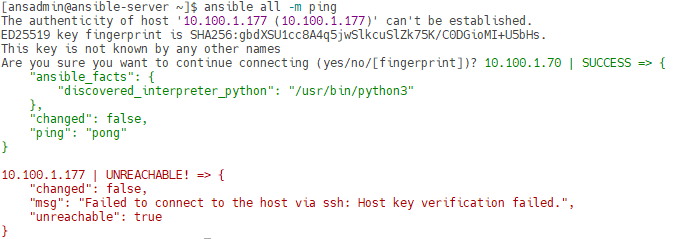 [ansadmin@ansible-server ~]$ ansible all -m ping
The authenticity of host '10.100.1.177 (10.100.1.177)' can't be established.
ED25519 key fingerprint is SHA256:gbdXSU1cc8A4q5jwSlkcuSlZk75K/C0DGioMI+U5bHs.
This key is not known by any other names
Are you sure you want to continue connecting (yes/no/[fingerprint])? 10.100.1.70 | SUCCESS => {
    "ansible_facts": {
        "discovered_interpreter_python": "/usr/bin/python3"
    },
    "changed": false,
    "ping": "pong"
}
10.100.1.177 | UNREACHABLE! => {
    "changed": false,
    "msg": "Failed to connect to the host via ssh: Host key verification failed.",
    "unreachable": true
}